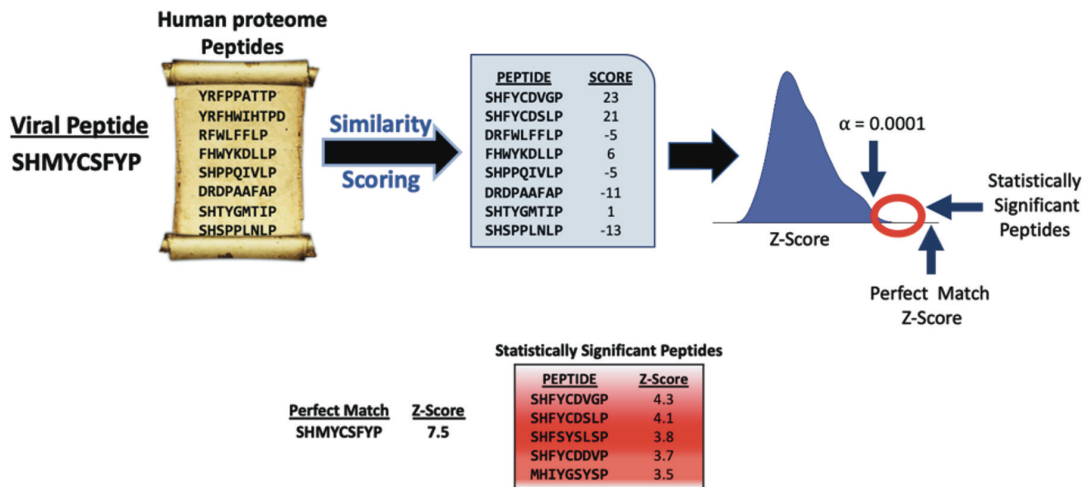 Human proteome
Peptides
Viral Peptide
SHMYCSFYP
YRFPPATTP
YRFHWIHTPD
RFWLFFLP
FHWYKDLLP
SHPPQIVLP
DRDPAAFAP
SHTYGMTIP
SHSPPLNLP
Similarity
Scoring
PEPTIDE SCORE
SHFYCDVGP 23
SHFYCDSLP 21
DRFWLFFLP -5
FHWYKDLLP 6
SHPPQIVLP -5
DRDPAAFAP -11
SHTYGMTIP 1
SHSPPLNLP -13
α = 0.0001
Statistically
Significant
Peptides
Z-Score
Perfect Match
Z-Score
Statistically Significant Peptides
PEPTIDE Z-Score
SHFYCDVGP 4.3
SHFYCDSLP 4.1
SHFSYSLSP 3.8
SHFYCDDVP 3.7
MHIYGSYSP 3.5
Perfect Match Z-Score
SHMYCSFYP 7.5